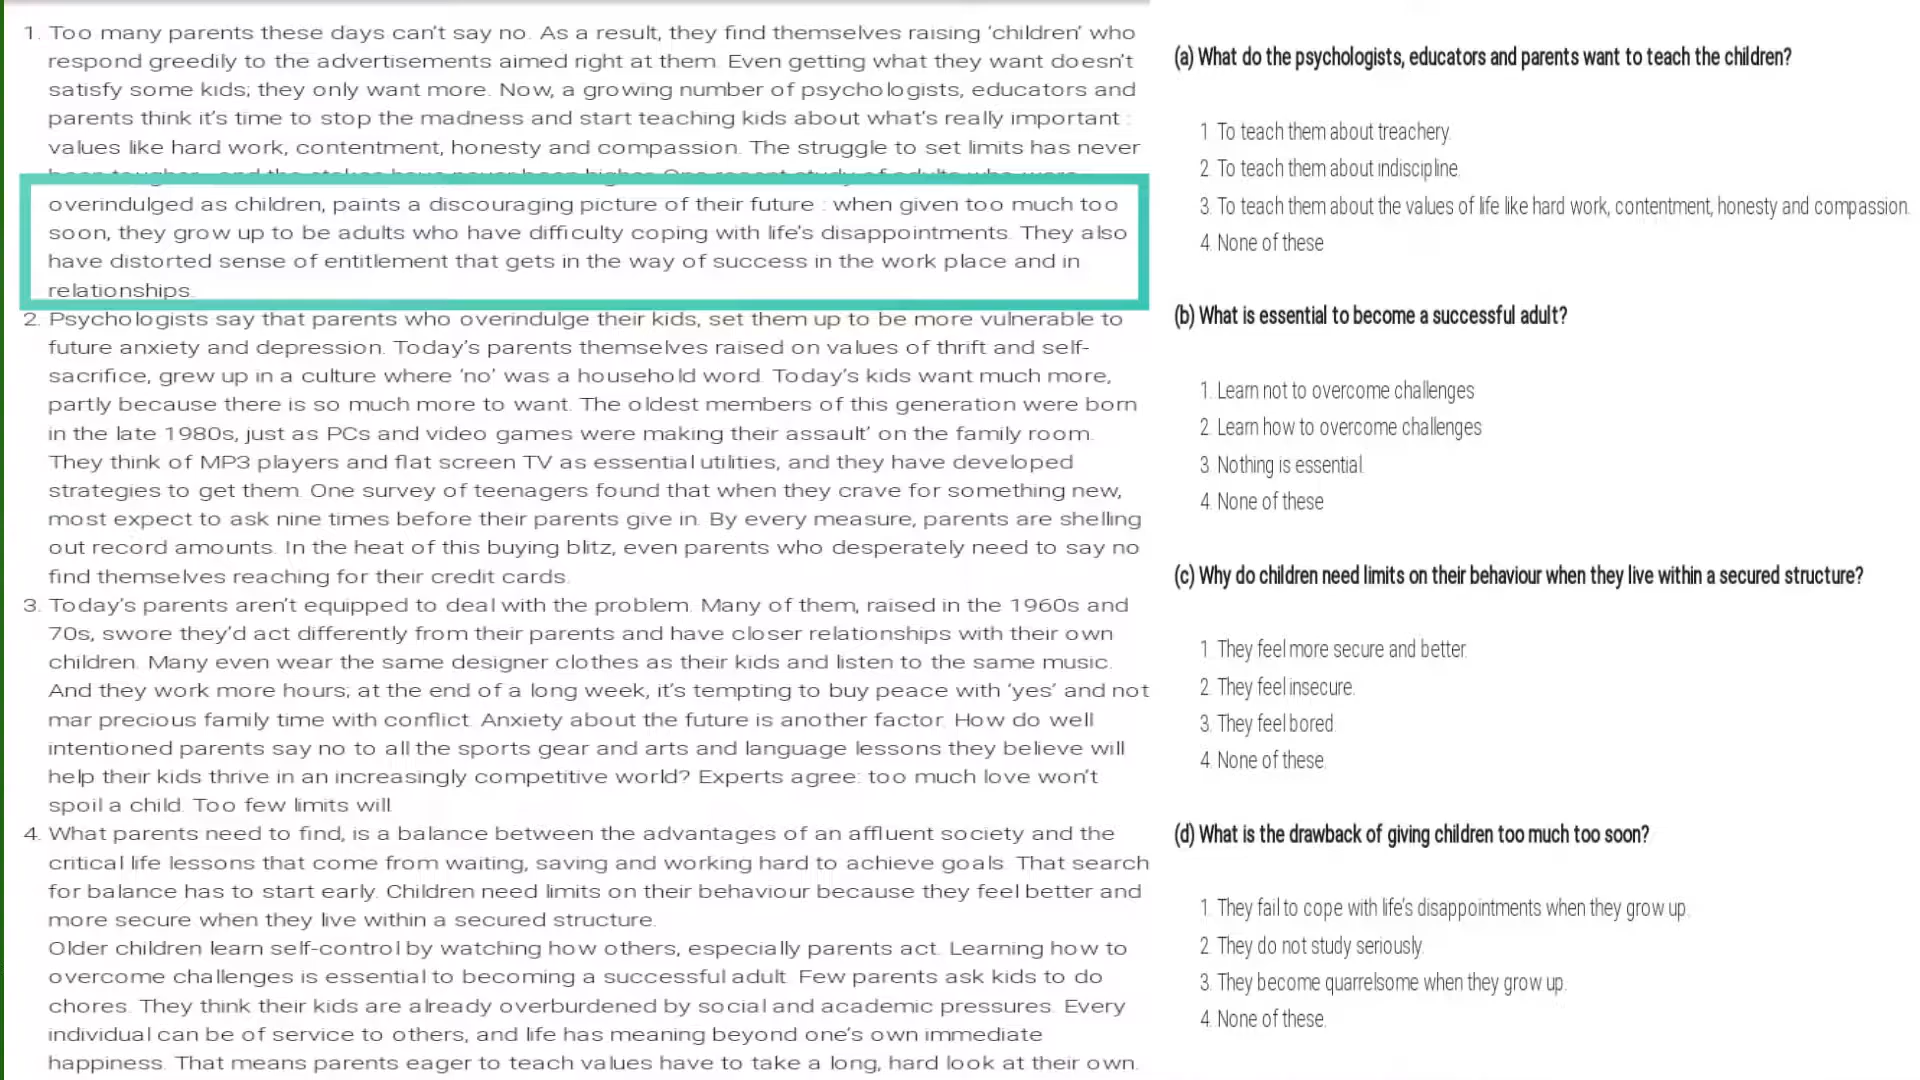 1. Too many parents these days can't say no. As a result, they find themselves raising 'children' who
respond greedily to the advertisements aimed right at them. Even getting what they want doesn't
satisfy some kids; they only want more. Now, a growing number of psychologists, educators and
parents think it's time to stop the madness and start teaching kids about what's really important :
values like hard work, contentment, honesty and compassion. The struggle to set limits has never
been tougher - and the stakes have never been higher. One recent study of adults who were
overindulged as children, paints a discouraging picture of their future : when given too much too
soon, they grow up to be adults who have difficulty coping with life's disappointments. They also
have distorted sense of entitlement that gets in the way of success in the work place and in
relationships.
2. Psychologists say that parents who overindulge their kids, set them up to be more vulnerable to
future anxiety and depression. Today's parents themselves raised on values of thrift and self-
sacrifice, grew up in a culture where 'no' was a household word. Today's kids want much more,
partly because there is so much more to want. The oldest members of this generation were born
in the late 1980s, just as PCs and video games were making their assault' on the family room.
They think of MP3 players and flat screen TV as essential utilities, and they have developed
strategies to get them. One survey of teenagers found that when they crave for something new,
most expect to ask nine times before their parents give in. By every measure, parents are shelling
out record amounts. In the heat of this buying blitz, even parents who desperately need to say no
find themselves reaching for their credit cards.
3. Today's parents aren't equipped to deal with the problem. Many of them, raised in the 1960s and
70s, swore they'd act differently from their parents and have closer relationships with their own
children. Many even wear the same designer clothes as their kids and listen to the same music.
And they work more hours; at the end of a long week, it's tempting to buy peace with 'yes' and not
mar precious family time with conflict. Anxiety about the future is another factor. How do well
intentioned parents say no to all the sports gear and arts and language lessons they believe will
help their kids thrive in an increasingly competitive world? Experts agree: too much love won't
spoil a child. Too few limits will.
4. What parents need to find, is a balance between the advantages of an affluent society and the
critical life lessons that come from waiting, saving and working hard to achieve goals. That search
for balance has to start early. Children need limits on their behaviour because they feel better and
more secure when they live within a secured structure.
Older children learn self-control by watching how others, especially parents act. Learning how to
overcome challenges is essential to becoming a successful adult. Few parents ask kids to do
chores. They think their kids are already overburdened by social and academic pressures. Every
individual can be of service to others, and life has meaning beyond one's own immediate
happiness. That means parents eager to teach values have to take a long, hard look at their own.
(a) What do the psychologists, educators and parents want to teach the children?
1. To teach them about treachery.
2. To teach them about indiscipline.
3. To teach them about the values of life like hard work, contentment, honesty and compassion.
4. None of these
(b) What is essential to become a successful adult?
1. Learn not to overcome challenges
2. Learn how to overcome challenges
3. Nothing is essential.
4. None of these
(c) Why do children need limits on their behaviour when they live within a secured structure?
1. They feel more secure and better.
2. They feel insecure.
3. They feel bored.
4. None of these.
(d) What is the drawback of giving children too much too soon?
1. They fail to cope with life's disappointments when they grow up.
2. They do not study seriously.
3. They become quarrelsome when they grow up.
4. None of these.